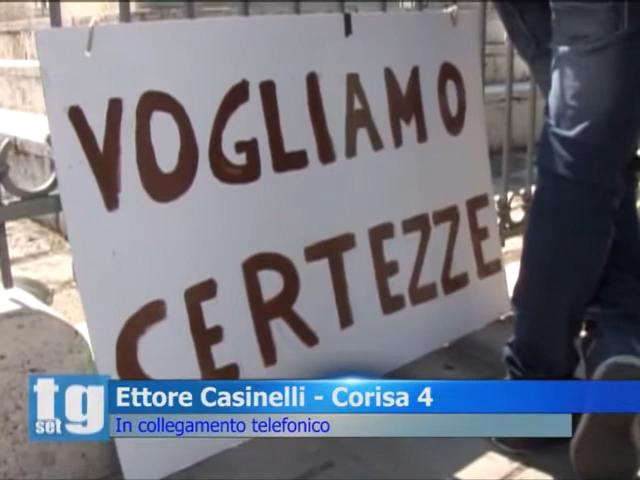 VOGLIAMO
CERTEZZE
tg
set
Ettore Casinelli - Corisa 4
In collegamento telefonico